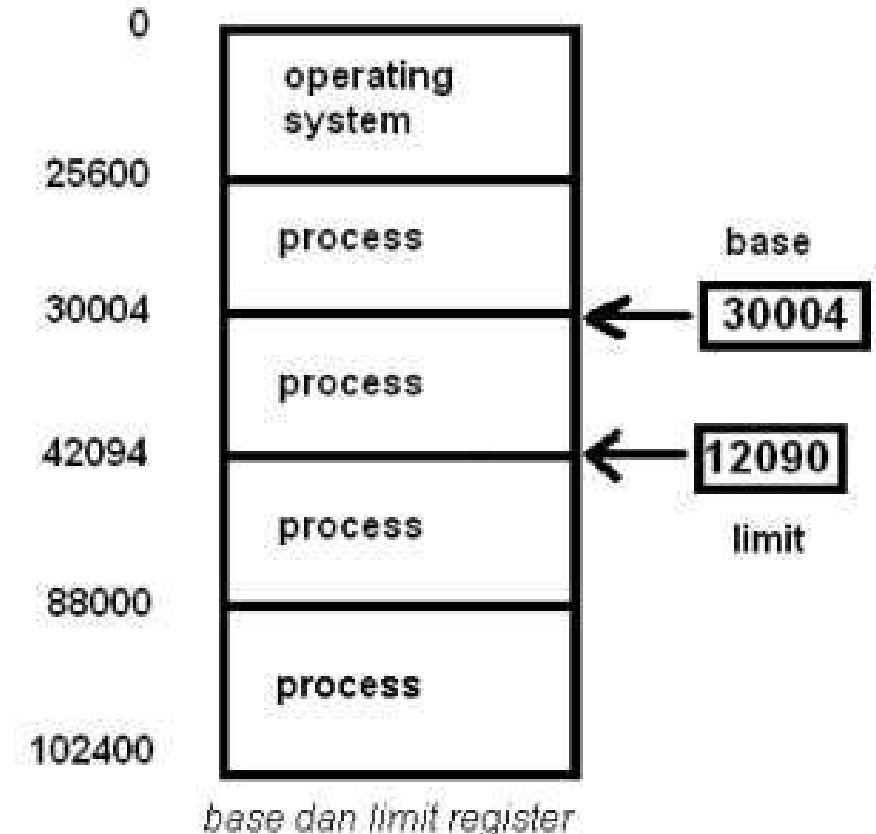 0
operating
system
25600
process
base
30004
30004
process
42094
12090
process
limit
88000
process
102400
base dan limit register